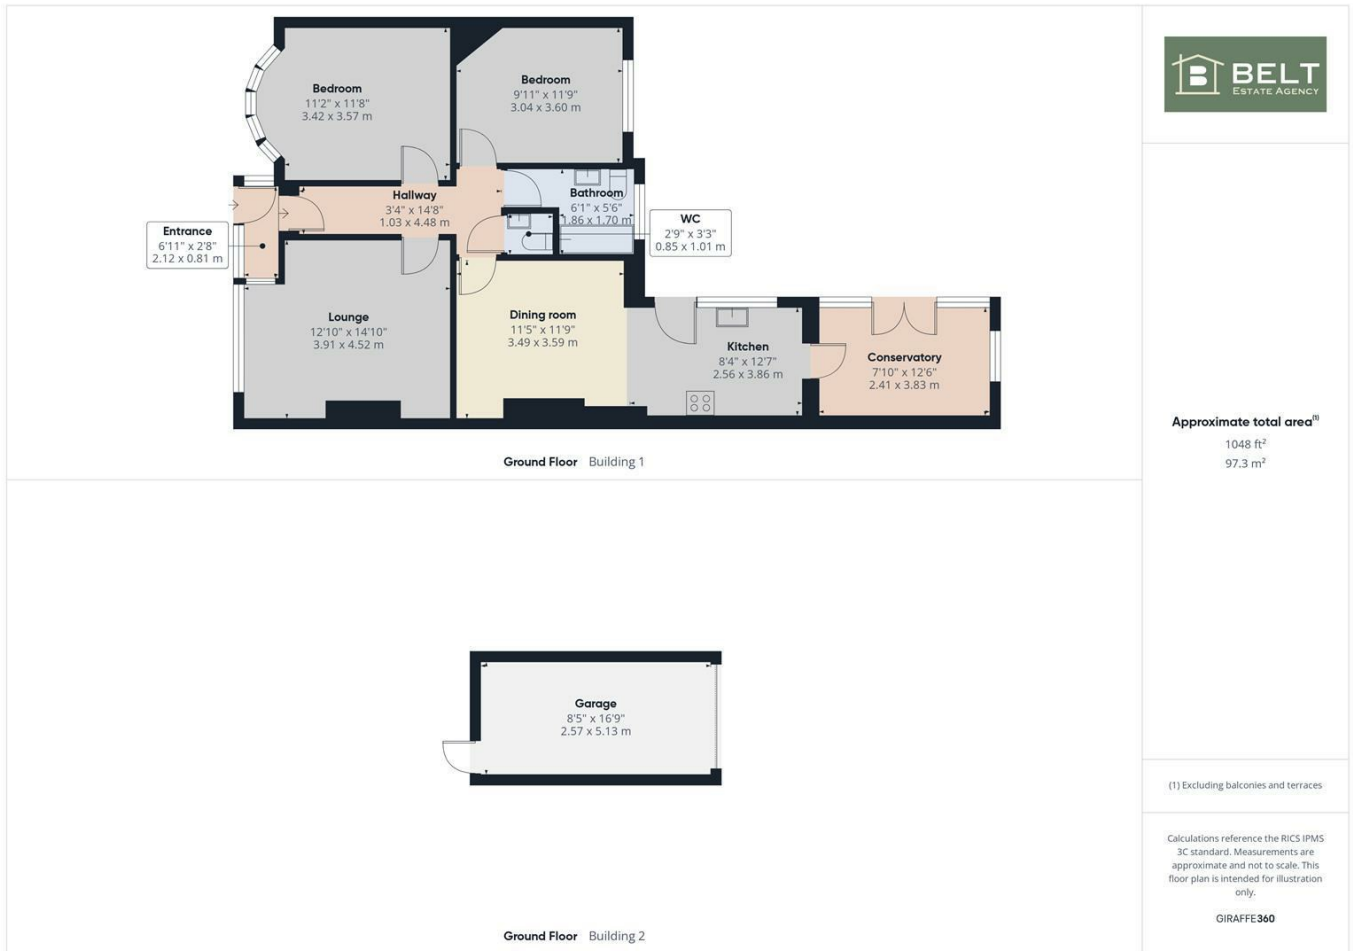 Bedroom
11'2" x 11'8"
3.42 x 3.57 m
Bedroom
9'11" x 11'9"
3.04 x 3.60 m
Hallway
3'4" x 14'8"
1.03 x 4.48 m
Bathroom
6'1" x 5'6"
1.86 x 1.70 m
WC
2'9" x 3'3"
0.85 x 1.01 m
Entrance
6'11" x 2'8"
2.12 x 0.81 m
Lounge
12'10" x 14'10"
3.91 x 4.52 m
Dining room
11'5" x 11'9"
3.49 x 3.59 m
Kitchen
8'4" x 12'7"
2.56 x 3.86 m
Conservatory
7'10" x 12'6"
2.41 x 3.83 m
Ground Floor Building 1
Garage
8'5" x 16'9"
2.57 x 5.13 m
Ground Floor Building 2
B BELT
ESTATE AGENCY
Approximate total area(1)
1048 ft²
97.3 m²
(1) Excluding balconies and terraces
Calculations reference the RICS IPMS
3C standard. Measurements are
approximate and not to scale. This
floor plan is intended for illustration
only.
GIRAFFE360